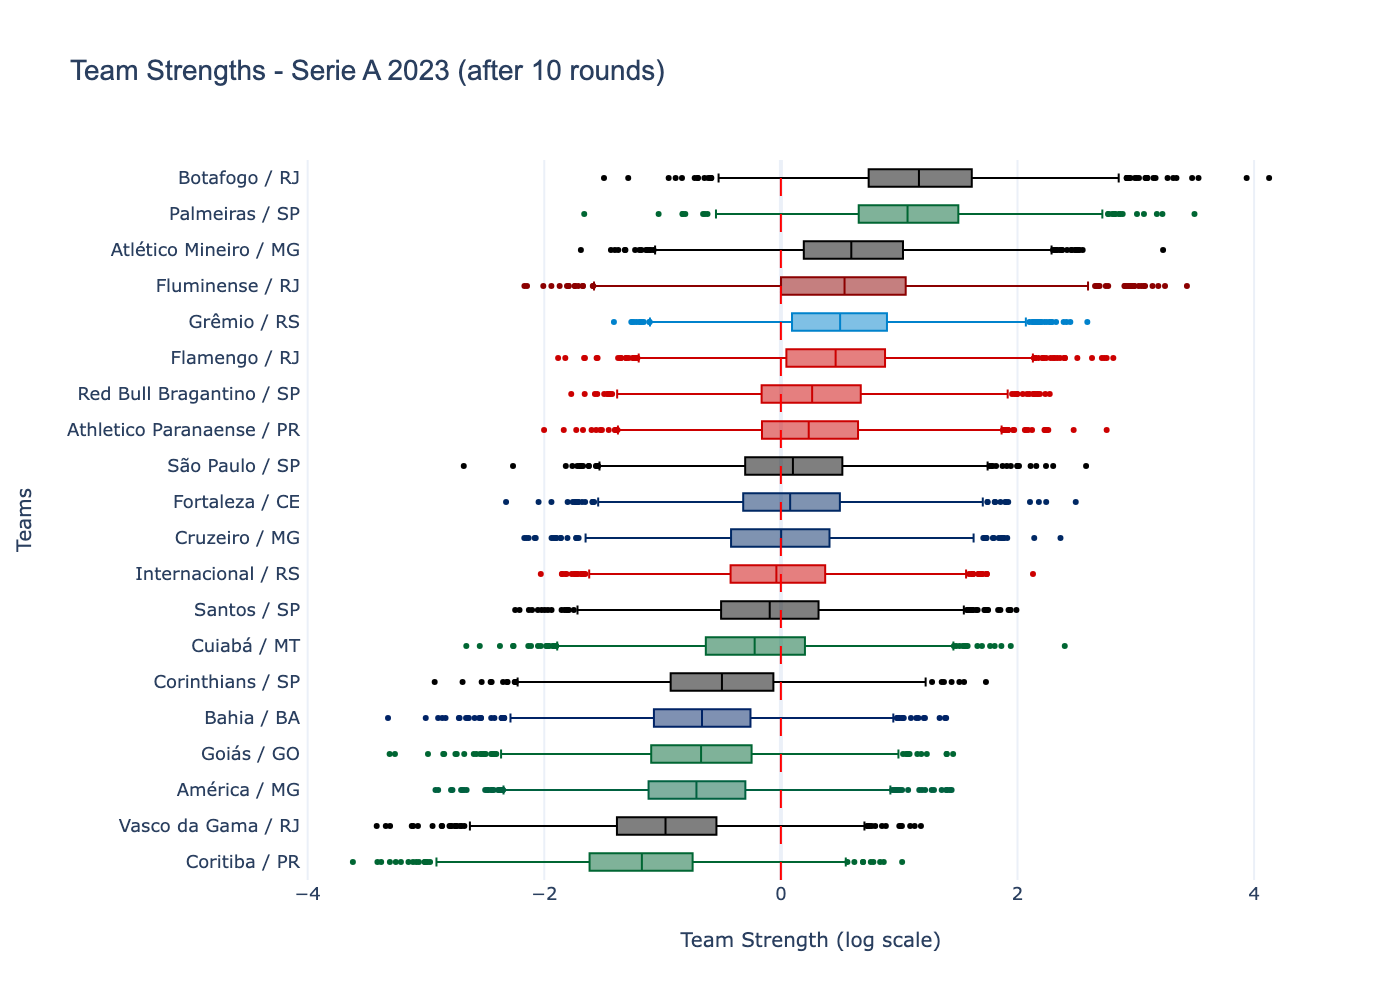 Team Strengths - Serie A 2023 (after 10 rounds)
Botafogo / RJ
Palmeiras / SP
Atlético Mineiro / MG
Fluminense / RJ
Grêmio / RS
Flamengo / RJ
Red Bull Bragantino / SP
Athletico Paranaense / PR
São Paulo / SP
Fortaleza / CE
Cruzeiro / MG
Internacional / RS
Santos / SP
Cuiabá / MT
Corinthians / SP
Bahia / BA
Goiás / GO
América / MG
Vasco da Gama / RJ
Coritiba / PR
Teams
−4 −2 0 2 4
Team Strength (log scale)